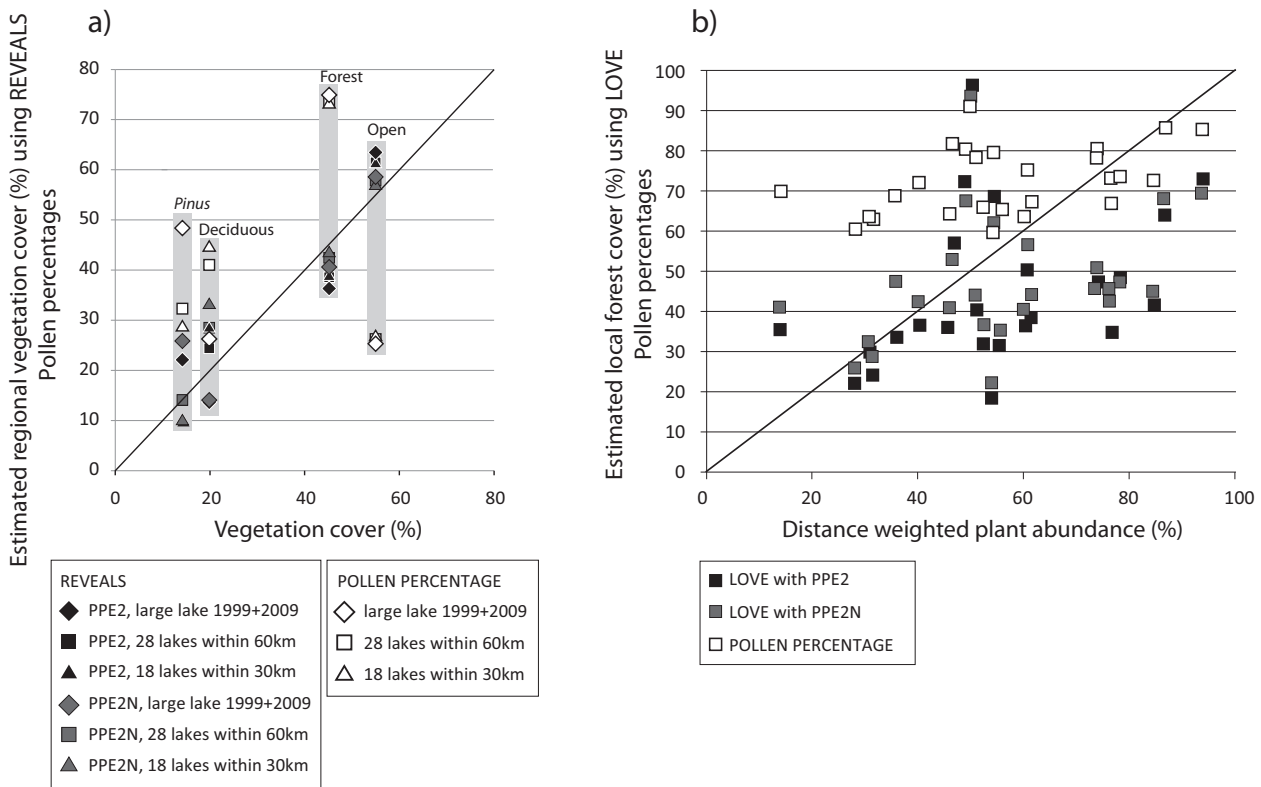 a)
Estimated regional vegetation cover (%) using REVEALS
Pollen percentages
80
70
60
50
40
30
20
10
0
Forest
Open
Pinus
Deciduous
0
20
40
60
80
Vegetation cover (%)
REVEALS
PPE2, large lake 1999+2009
PPE2, 28 lakes within 60km
PPE2, 18 lakes within 30km
PPE2N, large lake 1999+2009
PPE2N, 28 lakes within 60km
PPE2N, 18 lakes within 30km
POLLEN PERCENTAGE
large lake 1999+2009
28 lakes within 60km
18 lakes within 30km
b)
Estimated local forest cover (%) using LOVE
Pollen percentages
100
90
80
70
60
50
40
30
20
10
0
0
20
40
60
80
100
Distance weighted plant abundance (%)
LOVE with PPE2
LOVE with PPE2N
POLLEN PERCENTAGE